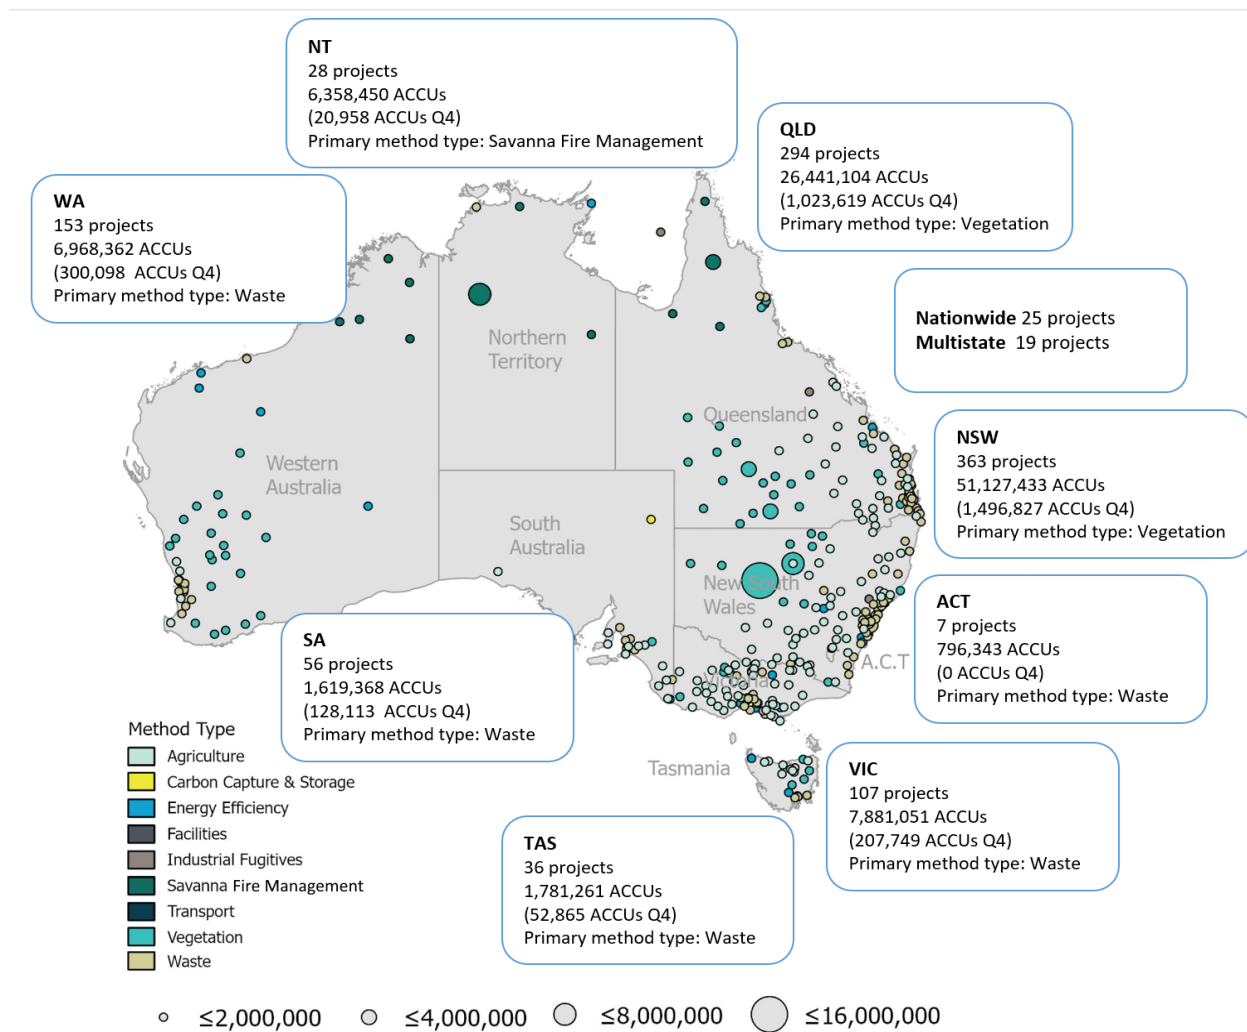 NT
28 projects
6,358,450 ACCUs
(20,958 ACCUs Q4)
Primary method type: Savanna Fire Management
QLD
294 projects
26,441,104 ACCUs
(1,023,619 ACCUs Q4)
Primary method type: Vegetation
WA
153 projects
6,968,362 ACCUs
(300,098 ACCUs Q4)
Primary method type: Waste
Nationwide 25 projects
Multistate 19 projects
Northern
Territory
Queensland
Western
Australia
South
Australia
New South
Wales
NSW
363 projects
51,127,433 ACCUs
(1,496,827 ACCUs Q4)
Primary method type: Vegetation
ACT
7 projects
796,343 ACCUs
(0 ACCUs Q4)
Primary method type: Waste
A.C.T
Victoria
SA
56 projects
1,619,368 ACCUs
(128,113 ACCUs Q4)
Primary method type: Waste
Tasmania
VIC
107 projects
7,881,051 ACCUs
(207,749 ACCUs Q4)
Primary method type: Waste
TAS
36 projects
1,781,261 ACCUs
(52,865 ACCUs Q4)
Primary method type: Waste
Method Type
Agriculture
Carbon Capture & Storage
Energy Efficiency
Facilities
Industrial Fugitives
Savanna Fire Management
Transport
Vegetation
Waste
≤2,000,000
≤4,000,000
≤8,000,000
≤16,000,000